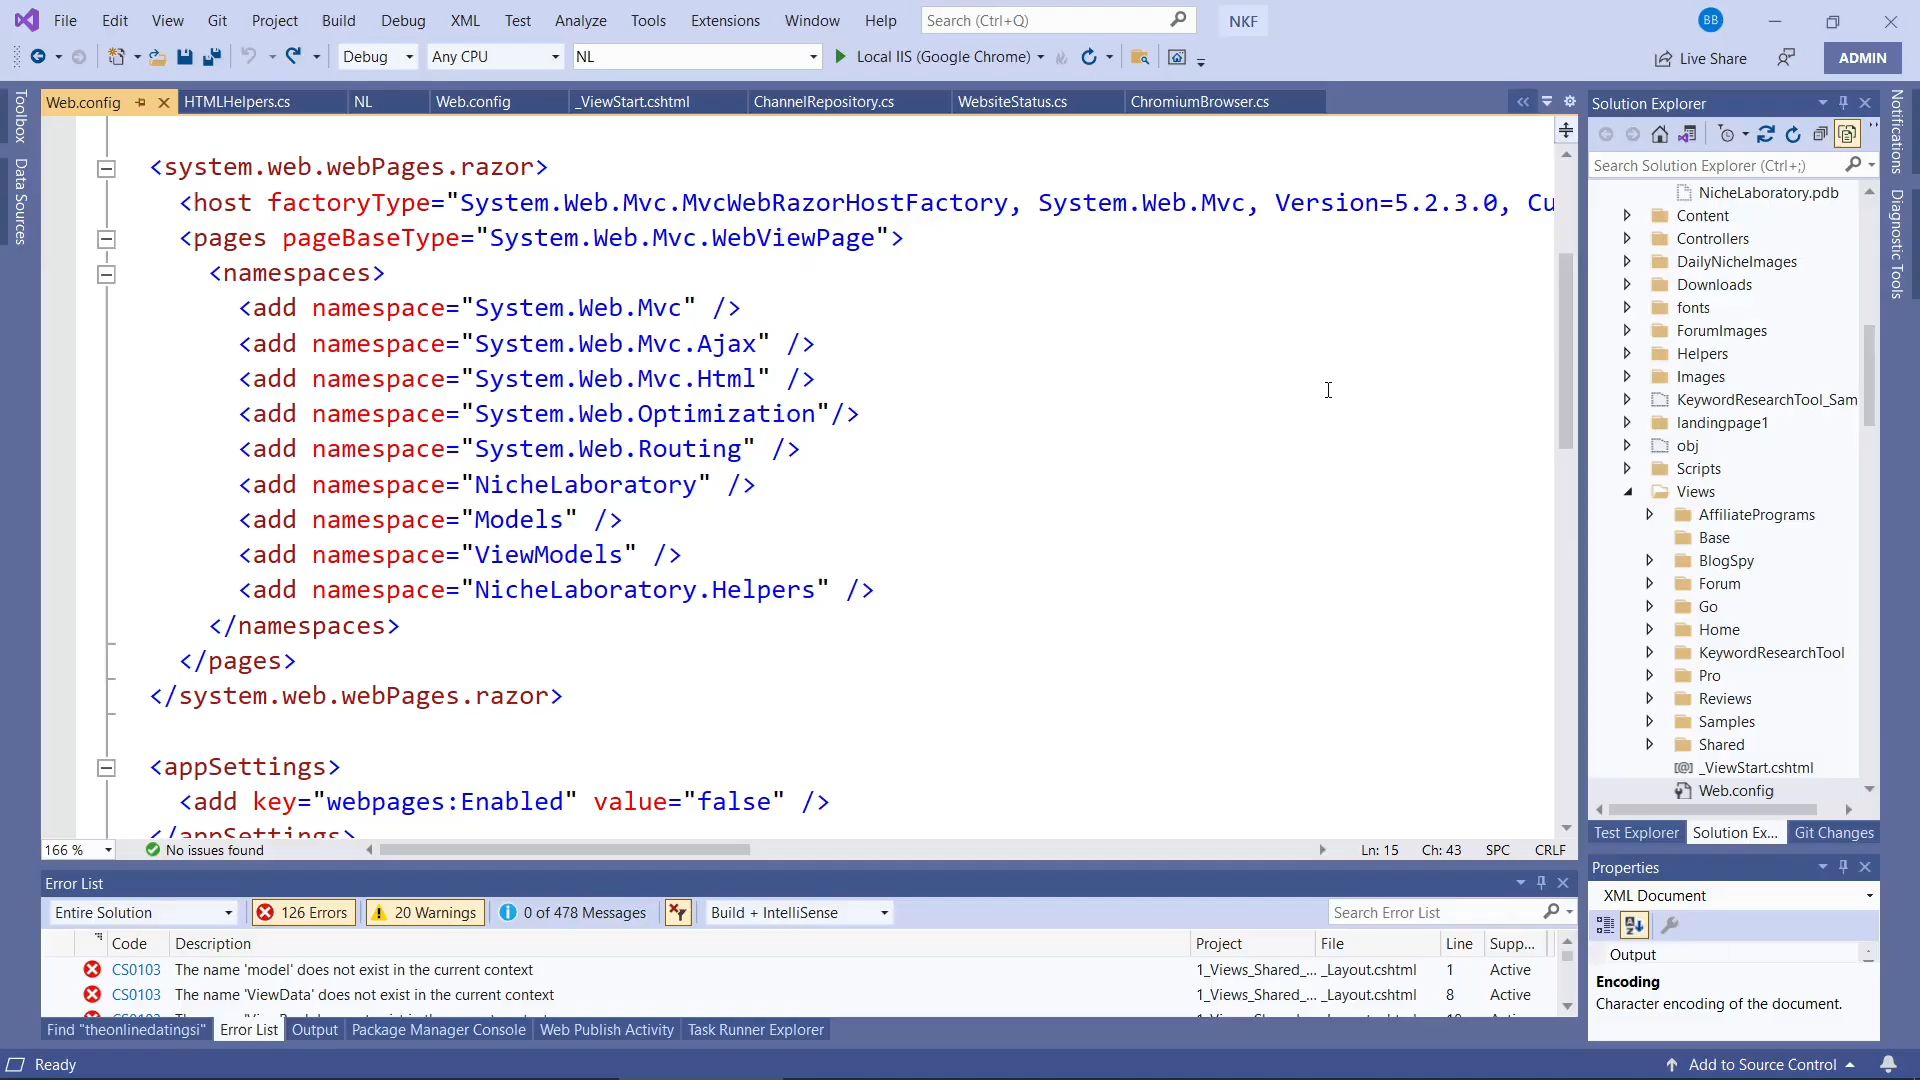 File Edit View Git Project Build Debug XML Test Analyze Tools Extensions Window Help Search (Ctrl+Q) NKF BB
Debug Any CPU NL Local IIS (Google Chrome) Live Share ADMIN
Toolbox
Data Sources
Web.config HTMLHelpers.cs NL Web.config _ViewStart.cshtml ChannelRepository.cs WebsiteStatus.cs ChromiumBrowser.cs
<system.web.webPages.razor>
<host factoryType="System.Web.Mvc.MvcWebRazorHostFactory, System.Web.Mvc, Version=5.2.3.0, Cu
<pages pageBaseType="System.Web.Mvc.WebViewPage">
<namespaces>
<add namespace="System.Web.Mvc" />
<add namespace="System.Web.Mvc.Ajax" />
<add namespace="System.Web.Mvc.Html" />
<add namespace="System.Web.Optimization"/>
<add namespace="System.Web.Routing" />
<add namespace="NicheLaboratory" />
<add namespace="Models" />
<add namespace="ViewModels" />
<add namespace="NicheLaboratory.Helpers" />
</namespaces>
</pages>
</system.web.webPages.razor>
<appSettings>
<add key="webpages:Enabled" value="false" />
</appSettings>
166 % No issues found Ln: 15 Ch: 43 SPC CRLF
Error List
Entire Solution 126 Errors 20 Warnings 0 of 478 Messages Build + IntelliSense Search Error List
Code Description Project File Line Supp...
CS0103 The name 'model' does not exist in the current context 1_Views_Shared_... _Layout.cshtml 1 Active
CS0103 The name 'ViewData' does not exist in the current context 1_Views_Shared_... _Layout.cshtml 8 Active
Find "theonlinedatingsi" Error List Output Package Manager Console Web Publish Activity Task Runner Explorer
Solution Explorer
Search Solution Explorer (Ctrl+;)
NicheLaboratory.pdb
Content
Controllers
DailyNicheImages
Downloads
fonts
ForumImages
Helpers
Images
KeywordResearchTool_Sam
landingpage1
obj
Scripts
Views
AffiliatePrograms
Base
BlogSpy
Forum
Go
Home
KeywordResearchTool
Pro
Reviews
Samples
Shared
_ViewStart.cshtml
Web.config
Test Explorer Solution Ex... Git Changes
Properties
XML Document
Output
Encoding
Character encoding of the document.
Notifications
Diagnostic Tools
Ready Add to Source Control